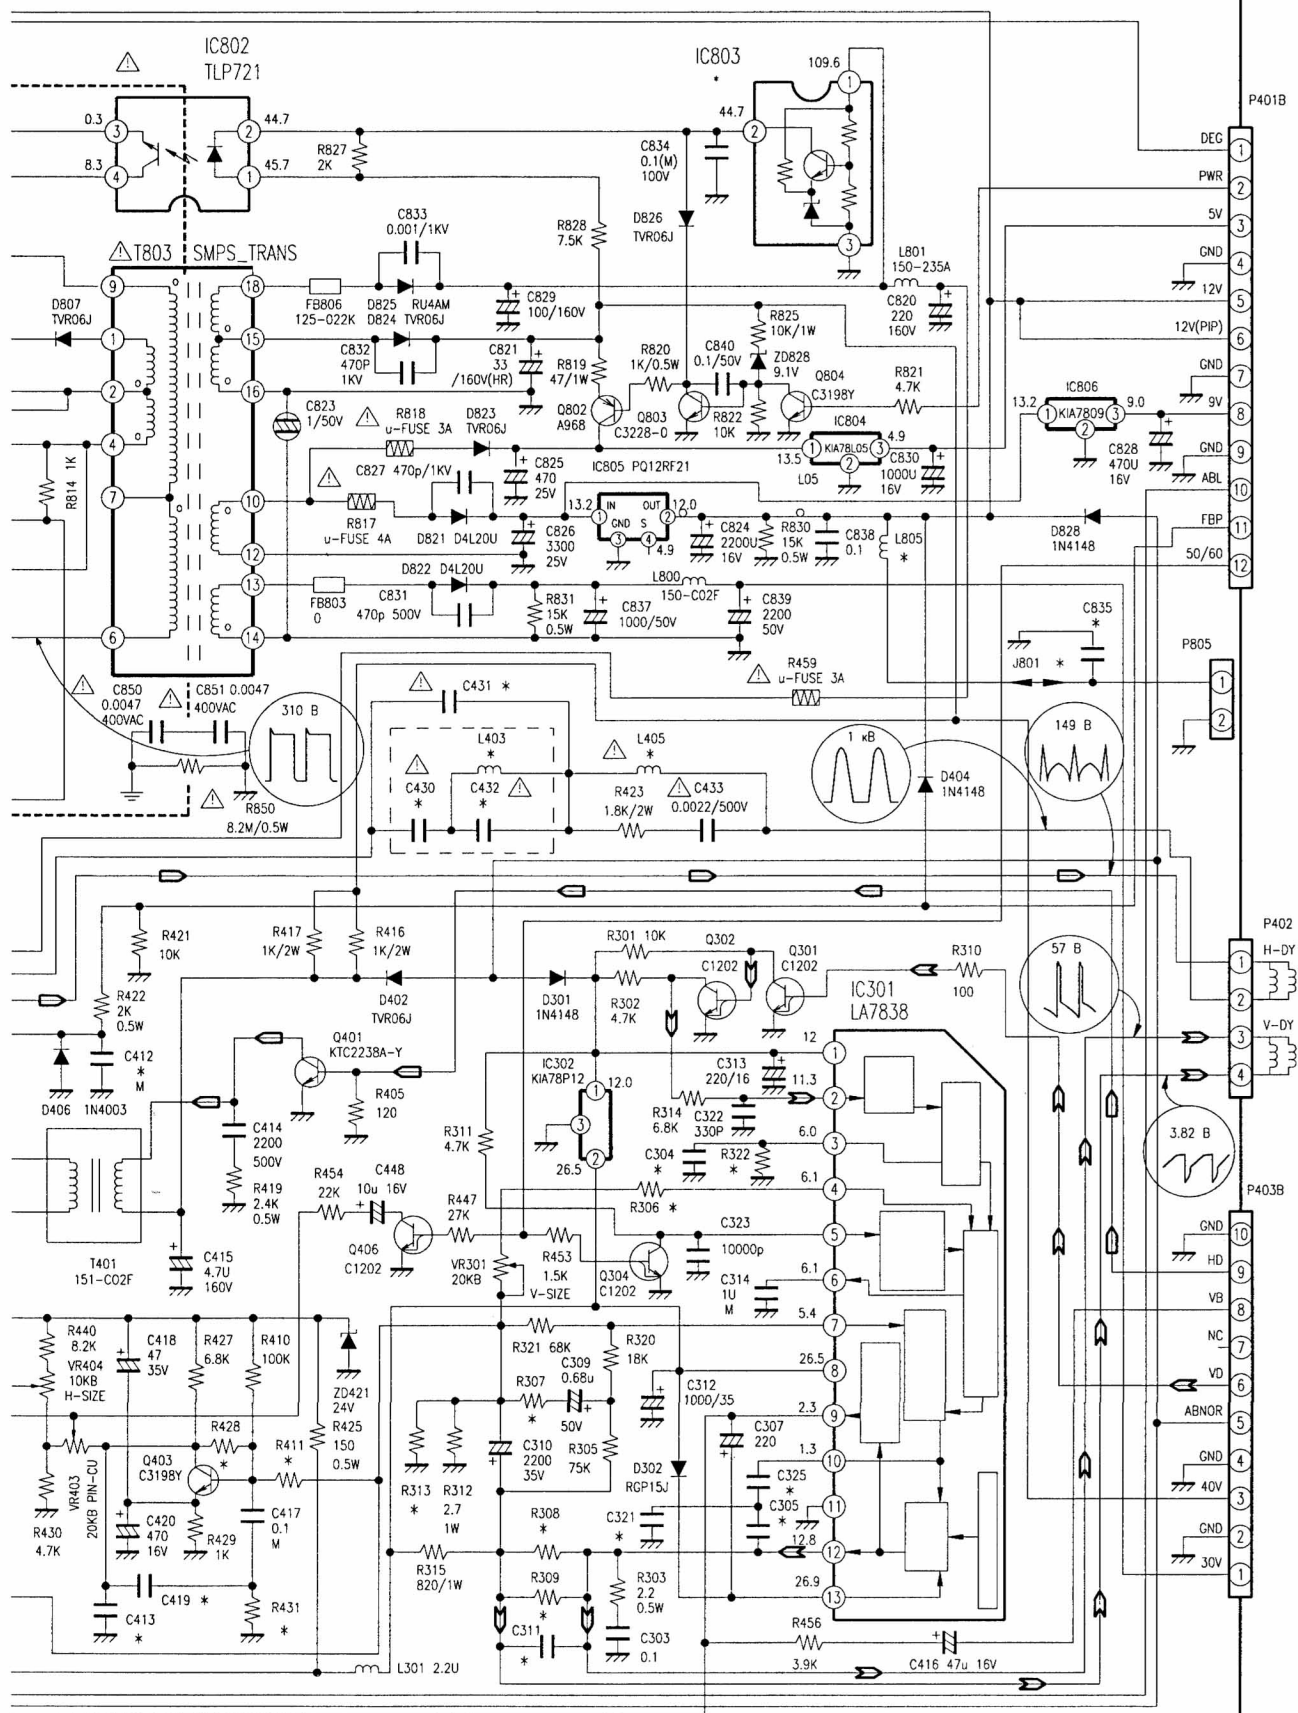 IC802
TLP721
IC803
*
109.6
1
P401B
0.3
3
2
44.7
44.7
2
R827
2K
C834
0.1(M)
100V
DEG
1
8.3
4
1
45.7
PWR
2
C833
0.001/1KV
R828
7.5K
D826
TVR06J
3
5V
3
T803
SMPS_TRANS
L801
150-235A
GND
4
9
18
D807
TVR06J
FB806
125-022K
D825
RU4AM
D824
TVR06J
C829
100/160V
R825
10K/1W
C820
220
160V
12V
5
1
15
C832
470P
1KV
C821
33
/160V(HR)
R819
47/1W
R820
1K/0.5W
C840
0.1/50V
ZD828
9.1V
12V(PIP)
6
2
16
Q804
C3198Y
R821
4.7K
GND
7
IC806
C823
1/50V
R818
u-FUSE 3A
D823
TVR06J
Q802
A968
Q803
C3228-O
R822
10K
IC804
13.2
1
KIA7809
3
9.0
2
9V
8
4
13.5
1
KIA78L05
3
4.9
2
L05
C830
1000U
16V
C828
470U
16V
GND
9
R814 1K
C827 470p/1KV
C825
470
25V
IC805 PQ12RF21
7
10
ABL
10
R817
u-FUSE 4A
D821 D4L20U
13.2
1
IN
OUT
GND
S
2
12.0
3
4
4.9
C826
3300
25V
C824
2200U
16V
R830
15K
0.5W
C838
0.1
L805
*
D828
1N4148
FBP
11
12
50/60
12
13
D822 D4L20U
FB803
0
C831
470p 500V
R831
15K
0.5W
C837
1000/50V
L800
150-C02F
C839
2200
50V
C835
*
P805
6
14
R459
u-FUSE 3A
J801 *
1
2
C850
0.0047
400VAC
C851 0.0047
400VAC
310 В
C431 *
L403
*
L405
*
1 кВ
149 В
R850
8.2M/0.5W
C430
*
C432
*
R423
1.8K/2W
C433
0.0022/500V
D404
1N4148
R421
10K
R417
1K/2W
R416
1K/2W
R301 10K
Q302
C1202
Q301
C1202
R310
100
57 В
P402
H-DY
1
2
V-DY
3
4
R422
2K
0.5W
D402
TVR06J
D301
1N4148
R302
4.7K
IC301
LA7838
Q401
KTC2238A-Y
C412
*
M
D406
1N4003
R405
120
IC302
KIA78P12
12.0
1
3
2
26.5
C313
220/16
12
1
11.3
2
R314
6.8K
C322
330P
R311
4.7K
C304
*
R322
*
6.0
3
3.82 В
C414
2200
500V
R419
2.4K
0.5W
R454
22K
C448
10u 16V
R447
27K
R306 *
6.1
4
P403B
T401
151-C02F
C415
4.7U
160V
Q406
C1202
VR301
20KB
R453
1.5K
V-SIZE
Q304
C1202
C323
10000p
5
C314
1U
M
6.1
6
GND
10
HD
9
R440
8.2K
C418
47
35V
R427
6.8K
R410
100K
R321 68K
R320
18K
5.4
7
VB
8
VR404
10KB
H-SIZE
ZD421
24V
C309
0.68u
50V
R307
*
26.5
8
C312
1000/35
NC
7
R428
*
R411
*
R425
150
0.5W
2.3
9
C307
220
VD
6
VR403
20KB PIN-CU
Q403
C3198Y
C310
2200
35V
R305
75K
D302
RGP15J
1.3
10
C325
*
ABNOR
5
R430
4.7K
C420
470
16V
R429
1K
C417
0.1
M
R313
*
R312
2.7
1W
R308
*
C321
*
C305
*
11
GND
4
40V
3
R315
820/1W
12.8
12
GND
2
C413
*
C419 *
R431
*
R309
*
R303
2.2
0.5W
26.9
13
30V
1
C311
*
C303
0.1
R456
3.9K
C416 47u 16V
L301 2.2U